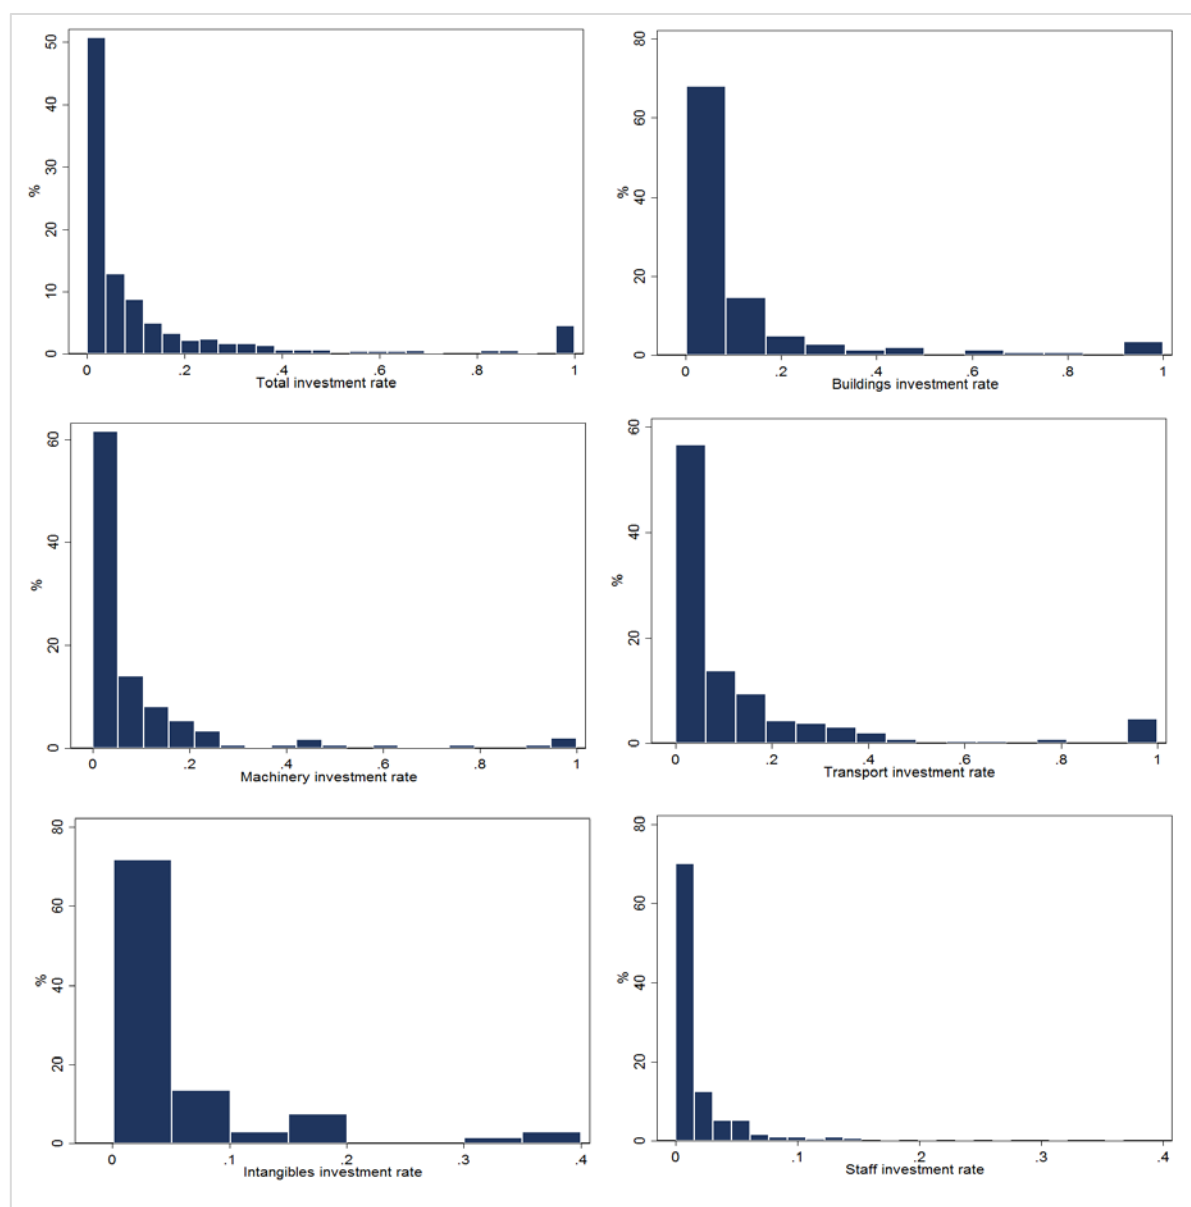 50
40
30
20
10
0
%
0 .2 .4 .6 .8 1
Total investment rate
80
60
40
20
0
%
0 .2 .4 .6 .8 1
Buildings investment rate
60
40
20
0
%
0 .2 .4 .6 .8 1
Machinery investment rate
60
40
20
0
%
0 .2 .4 .6 .8 1
Transport investment rate
80
60
40
20
0
%
0 .1 .2 .3 .4
Intangibles investment rate
80
60
40
20
0
%
0 .1 .2 .3 .4
Staff investment rate